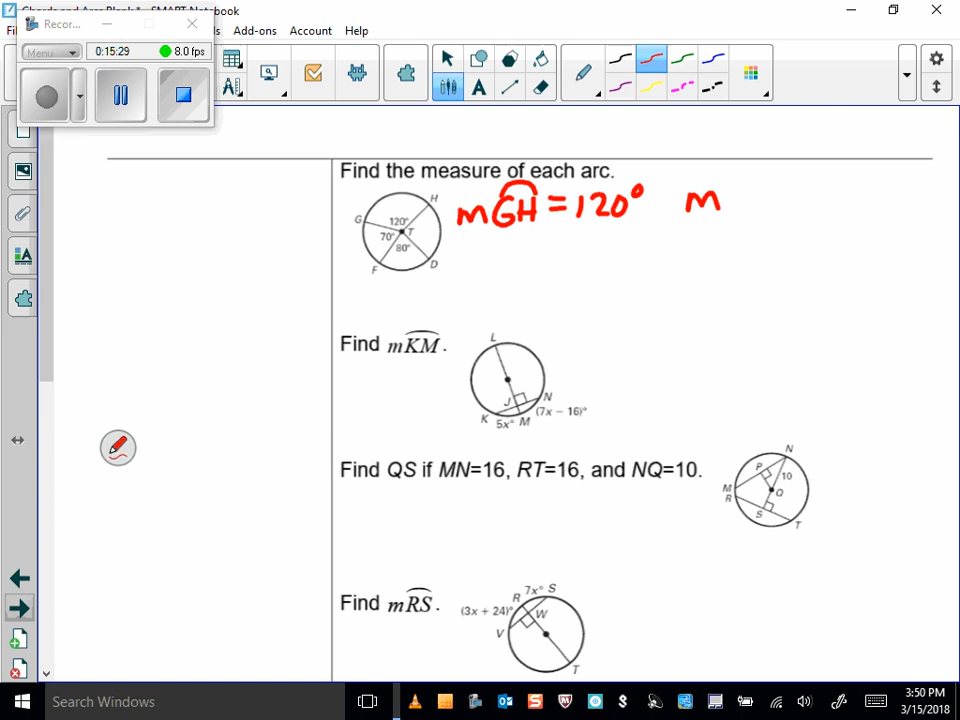 Chords and Arcs Blank* - SMART Notebook
Recor...
Add-ons Account Help
Menu
0:15:29 8.0 fps
Find the measure of each arc.
mGH = 120° m
H
G
120°
T
70°
80°
F
D
Find mKM.
L
J
N
(7x − 16)°
K
5x°
M
Find QS if MN=16, RT=16, and NQ=10.
N
P
10
M
Q
R
S
T
Find mRS.
7x°
S
R
(3x + 24)°
W
V
T
Search Windows
3:50 PM
3/15/2018